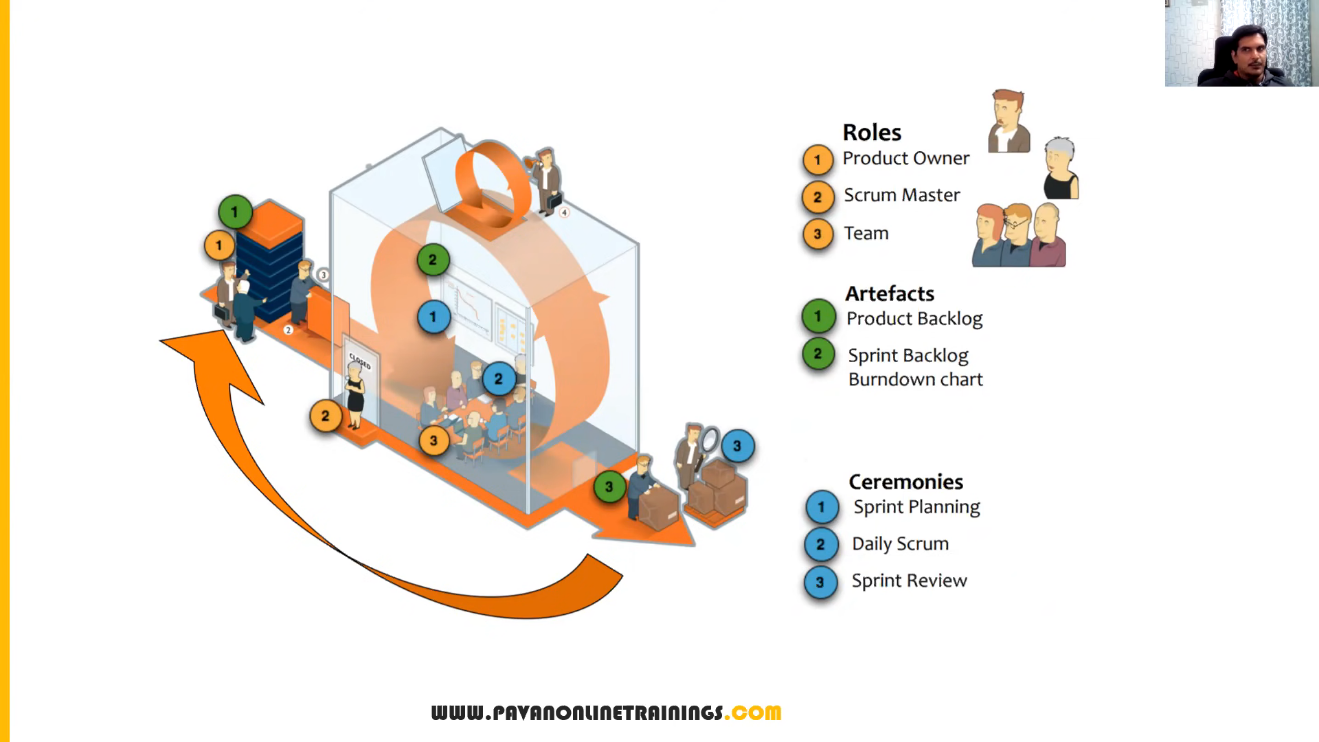 Roles
1 Product Owner
2 Scrum Master
3 Team
Artefacts
1 Product Backlog
2 Sprint Backlog
Burndown chart
Ceremonies
1 Sprint Planning
2 Daily Scrum
3 Sprint Review
1
1
3
2
4
2
1
CLOSED
2
2
3
3
3
WWW.PAVANONLINETRAININGS.COM